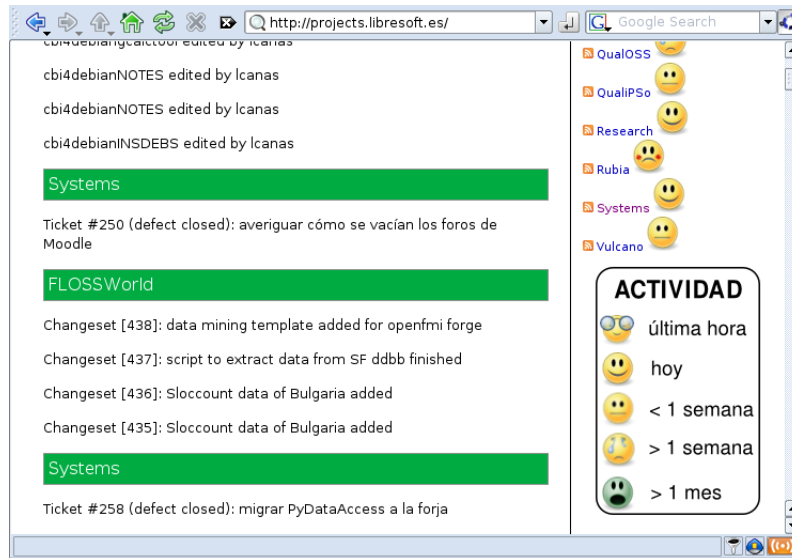 http://projects.libresoft.es/
Google Search
cbi4debiangcalctool edited by lcanas
cbi4debianNOTES edited by lcanas
cbi4debianNOTES edited by lcanas
cbi4debianINSDEBS edited by lcanas
Systems
Ticket #250 (defect closed): averiguar cómo se vacían los foros de
Moodle
FLOSSWorld
Changeset [438]: data mining template added for openfmi forge
Changeset [437]: script to extract data from SF ddbb finished
Changeset [436]: Sloccount data of Bulgaria added
Changeset [435]: Sloccount data of Bulgaria added
Systems
Ticket #258 (defect closed): migrar PyDataAccess a la forja
QualOSS
QualiPSo
Research
Rubia
Systems
Vulcano
ACTIVIDAD
última hora
hoy
< 1 semana
> 1 semana
> 1 mes